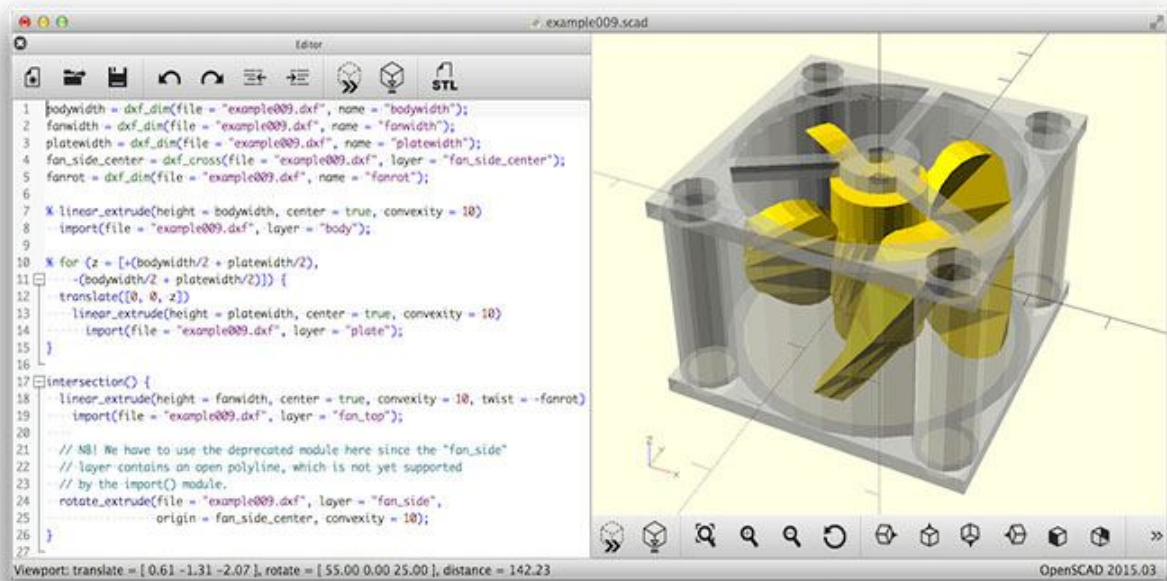 example009.scad
Editor
STL
1 bodywidth = dxf_dim(file = "example009.dxf", name = "bodywidth");
2 fanwidth = dxf_dim(file = "example009.dxf", name = "fanwidth");
3 platewidth = dxf_dim(file = "example009.dxf", name = "platewidth");
4 fan_side_center = dxf_cross(file = "example009.dxf", layer = "fan_side_center");
5 fanrot = dxf_dim(file = "example009.dxf", name = "fanrot");
6
7 % linear_extrude(height = bodywidth, center = true, convexity = 10)
8 import(file = "example009.dxf", layer = "body");
9
10 % for (z = [+(bodywidth/2 + platewidth/2),
11 -(bodywidth/2 + platewidth/2)]) {
12 translate([0, 0, z])
13 linear_extrude(height = platewidth, center = true, convexity = 10)
14 import(file = "example009.dxf", layer = "plate");
15 }
16
17 intersection() {
18 linear_extrude(height = fanwidth, center = true, convexity = 10, twist = -fanrot)
19 import(file = "example009.dxf", layer = "fan_top");
20
21 // NB! We have to use the deprecated module here since the "fan_side"
22 // layer contains an open polyline, which is not yet supported
23 // by the import() module.
24 rotate_extrude(file = "example009.dxf", layer = "fan_side",
25 origin = fan_side_center, convexity = 10);
26 }
27
z
y
x
Viewport: translate = [ 0.61 -1.31 -2.07 ], rotate = [ 55.00 0.00 25.00 ], distance = 142.23
OpenSCAD 2015.03